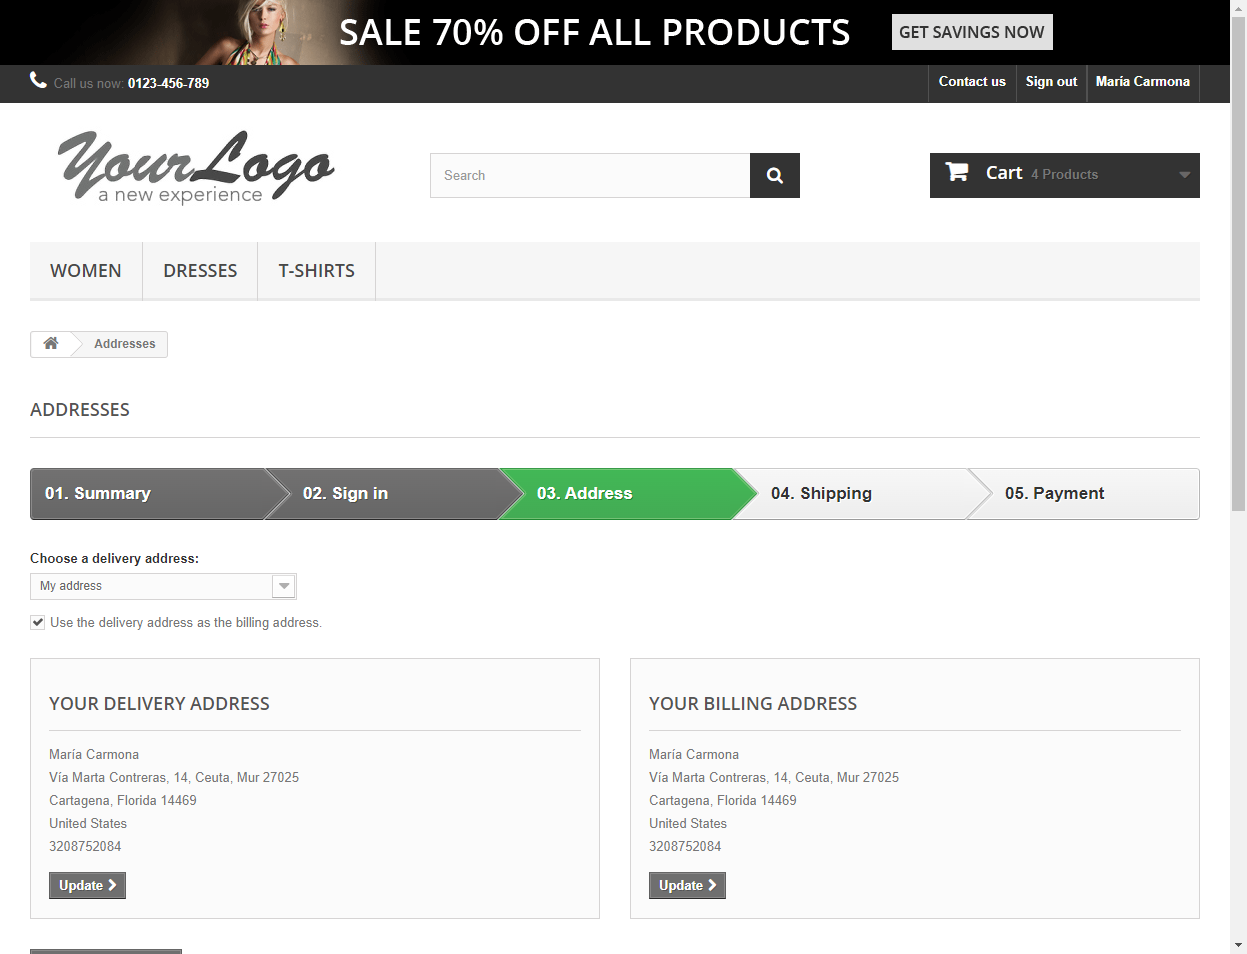 SALE 70% OFF ALL PRODUCTS
GET SAVINGS NOW
Call us now: 0123-456-789
Contact us
Sign out
María Carmona
Your Logo
a new experience
Search
Cart 4 Products
WOMEN
DRESSES
T-SHIRTS
Addresses
ADDRESSES
01. Summary
02. Sign in
03. Address
04. Shipping
05. Payment
Choose a delivery address:
My address
Use the delivery address as the billing address.
YOUR DELIVERY ADDRESS
María Carmona
Vía Marta Contreras, 14, Ceuta, Mur 27025
Cartagena, Florida 14469
United States
3208752084
Update
YOUR BILLING ADDRESS
María Carmona
Vía Marta Contreras, 14, Ceuta, Mur 27025
Cartagena, Florida 14469
United States
3208752084
Update